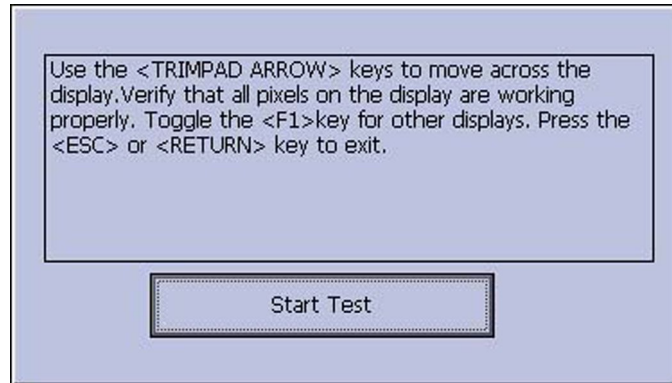 Use the <TRIMPAD ARROW> keys to move across the
display.Verify that all pixels on the display are working
properly. Toggle the <F1>key for other displays. Press the
<ESC> or <RETURN> key to exit.
Start Test